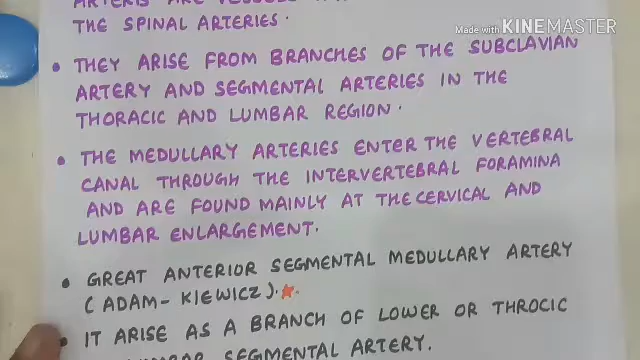 ARTERIS ARE VESSELS
THE SPINAL ARTERIES.
Made with KINEMASTER
• THEY ARISE FROM BRANCHES OF THE SUBCLAVIAN
ARTERY AND SEGMENTAL ARTERIES IN THE
THORACIC AND LUMBAR REGION.
• THE MEDULLARY ARTERIES ENTER THE VERTEBRAL
CANAL THROUGH THE INTERVERTEBRAL FORAMINA
AND ARE FOUND MAINLY AT THE CERVICAL AND
LUMBAR ENLARGEMENT.
• GREAT ANTERIOR SEGMENTAL MEDULLARY ARTERY
(ADAM-KIEWICZ).
• IT ARISE AS A BRANCH OF LOWER OR THROCIC
SEGMENTAL ARTERY.